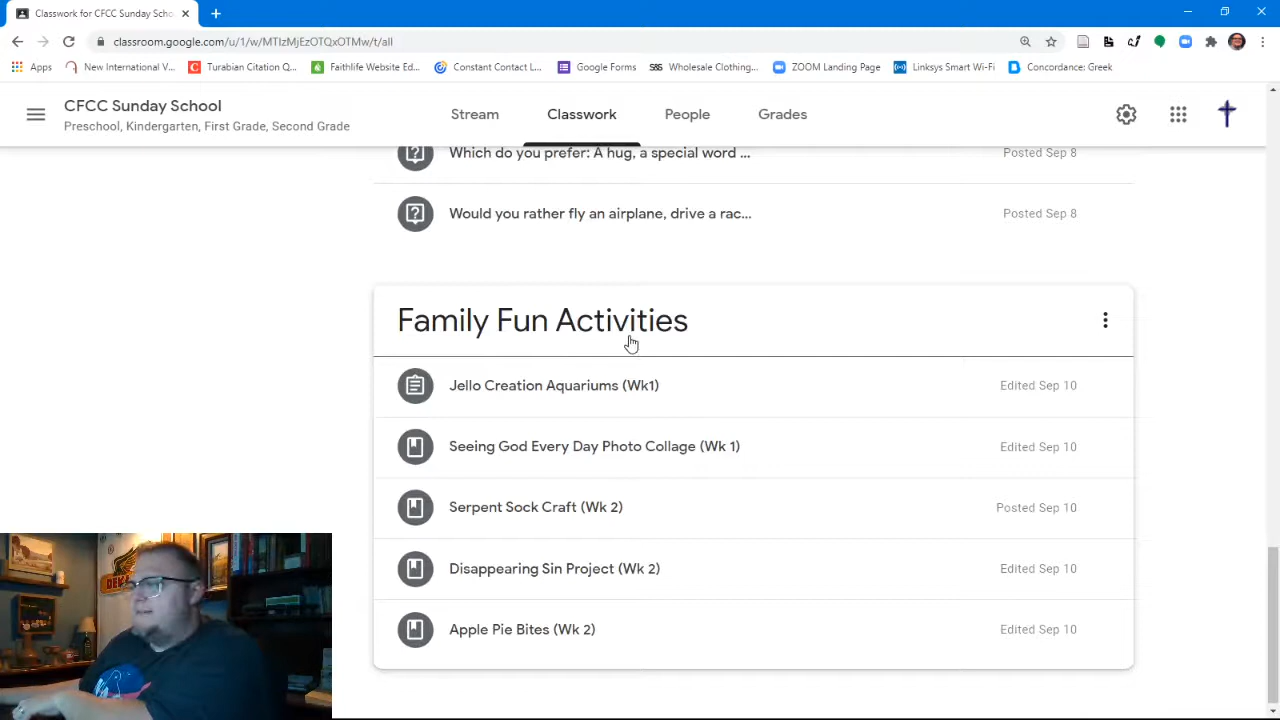 Classwork for CFCC Sunday Scho
classroom.google.com/u/1/w/MTIzMjEzOTQxOTMw/t/all
Apps New International V... Turabian Citation Q... Faithlife Website Ed... Constant Contact L... Google Forms S&S Wholesale Clothing... ZOOM Landing Page Linksys Smart Wi-Fi Concordance: Greek
CFCC Sunday School
Preschool, Kindergarten, First Grade, Second Grade
Stream Classwork People Grades
Which do you prefer: A hug, a special word ... Posted Sep 8
Would you rather fly an airplane, drive a rac... Posted Sep 8
Family Fun Activities
Jello Creation Aquariums (Wk1) Edited Sep 10
Seeing God Every Day Photo Collage (Wk 1) Edited Sep 10
Serpent Sock Craft (Wk 2) Posted Sep 10
Disappearing Sin Project (Wk 2) Edited Sep 10
Apple Pie Bites (Wk 2) Edited Sep 10